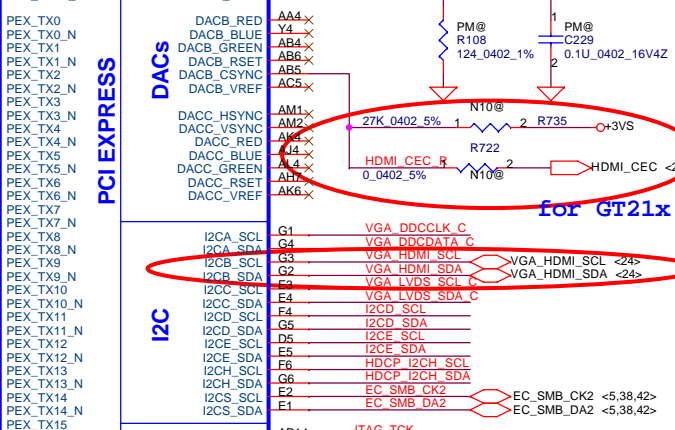 PEX_TX0
PEX_TX0_N
PEX_TX1
PEX_TX1_N
PEX_TX2
PEX_TX2_N
PEX_TX3
PEX_TX3_N
PEX_TX4
PEX_TX4_N
PEX_TX5
PEX_TX5_N
PEX_TX6
PEX_TX6_N
PEX_TX7
PEX_TX7_N
PEX_TX8
PEX_TX8_N
PEX_TX9
PEX_TX9_N
PEX_TX10
PEX_TX10_N
PEX_TX11
PEX_TX11_N
PEX_TX12
PEX_TX12_N
PEX_TX13
PEX_TX13_N
PEX_TX14
PEX_TX14_N
PEX_TX15
PCI EXPRESS
DACs
DACB_RED AA4
DACB_BLUE Y4
DACB_GREEN AB4
DACB_RSET AB6
DACB_CSYNC AB5
DACB_VREF AC5
DACC_HSYNC AM1
DACC_VSYNC AM2
DACC_RED AK4
DACC_BLUE AJ4
DACC_GREEN AL4
DACC_RSET AH7
DACC_VREF AK6
PM@
R108
124_0402_1%
1
PM@
C229
0.1U_0402_16V4Z
2
N10@
27K_0402_5% 1 2 R735 +3VS
R722
HDMI_CEC_R 1 2 HDMI_CEC
0_0402_5% N10@
for GT21x
I2C
I2CA_SCL G1 VGA_DDCCLK_C
I2CA_SDA G4 VGA_DDCDATA_C
I2CB_SCL G3 VGA_HDMI_SCL VGA_HDMI_SCL <24>
I2CB_SDA G2 VGA_HDMI_SDA VGA_HDMI_SDA <24>
I2CC_SCL E3 VGA_LVDS_SCL_C
I2CC_SDA E4 VGA_LVDS_SDA_C
I2CD_SCL F4 I2CD_SCL
I2CD_SDA G5 I2CD_SDA
I2CE_SCL D5 I2CE_SCL
I2CE_SDA E5 I2CE_SDA
I2CH_SCL F6 HDCP_I2CH_SCL
I2CH_SDA G6 HDCP_I2CH_SDA
I2CS_SCL E2 EC_SMB_CK2 EC_SMB_CK2 <5,38,42>
I2CS_SDA E1 EC_SMB_DA2 EC_SMB_DA2 <5,38,42>
JTAG_TCK